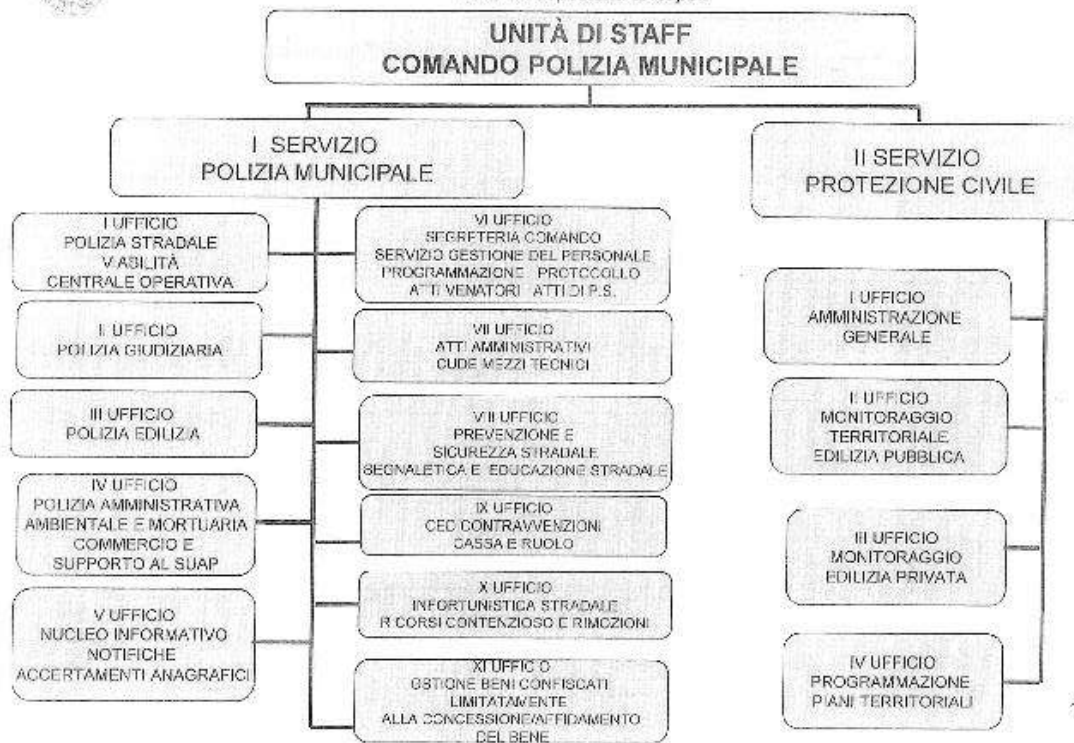 UNITÀ DI STAFF
COMANDO POLIZIA MUNICIPALE
I SERVIZIO
POLIZIA MUNICIPALE
I UFFICIO
POLIZIA STRADALE
VIABILITÀ
CENTRALE OPERATIVA
II UFFICIO
POLIZIA GIUDIZIARIA
III UFFICIO
POLIZIA EDILIZIA
IV UFFICIO
POLIZIA AMMINISTRATIVA
AMBIENTALE E MORTUARIA
COMMERCIO E
SUPPORTO AL SUAP
V UFFICIO
NUCLEO INFORMATIVO
NOTIFICHE
ACCERTAMENTI ANAGRAFICI
VI UFFICIO
SEGRETERIA COMANDO
SERVIZIO GESTIONE DEL PERSONALE
PROGRAMMAZIONE PROTOCOLLO
ATTI VENATORI ATTI DI P.S.
VII UFFICIO
ATTI AMMINISTRATIVI
CUDE MEZZI TECNICI
VIII UFFICIO
PREVENZIONE E
SICUREZZA STRADALE
SEGNALETICA E EDUCAZIONE STRADALE
IX UFFICIO
CED CONTRAVVENZIONI
CASSA E RUOLO
X UFFICIO
INFORTUNISTICA STRADALE
RICORSI CONTENZIOSO E RIMOZIONI
XI UFFICIO
GSTIONE BENI CONFISCATI
LIMITATAMENTE
ALLA CONCESSIONE/AFFIDAMENTO
DEL BENE
II SERVIZIO
PROTEZIONE CIVILE
I UFFICIO
AMMINISTRAZIONE
GENERALE
II UFFICIO
MONITORAGGIO
TERRITORIALE
EDILIZIA PUBBLICA
III UFFICIO
MONITORAGGIO
EDILIZIA PRIVATA
IV UFFICIO
PROGRAMMAZIONE
PIANI TERRITORIALI